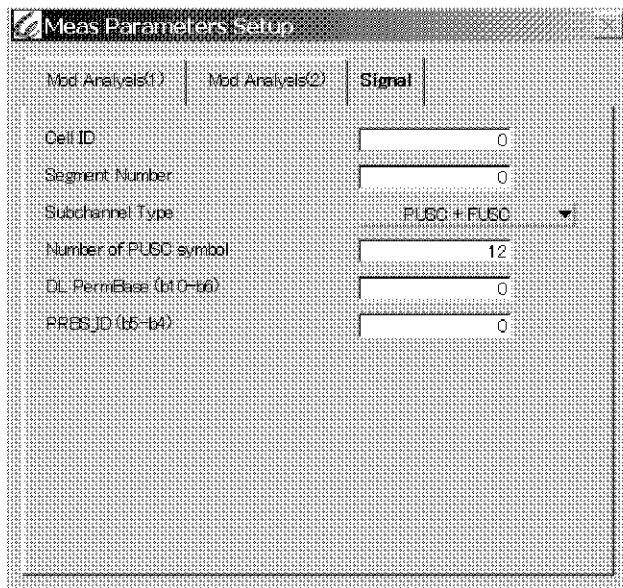 Meas Parameters Setup
Mod Analysis(1) Mod Analysis(2) Signal
Cell ID 0
Segment Number 0
Subchannel Type PUSC + FUSC
Number of PUSC symbol 12
DL PermBase (b10-b6) 0
PRBS_ID (b5-b4) 0